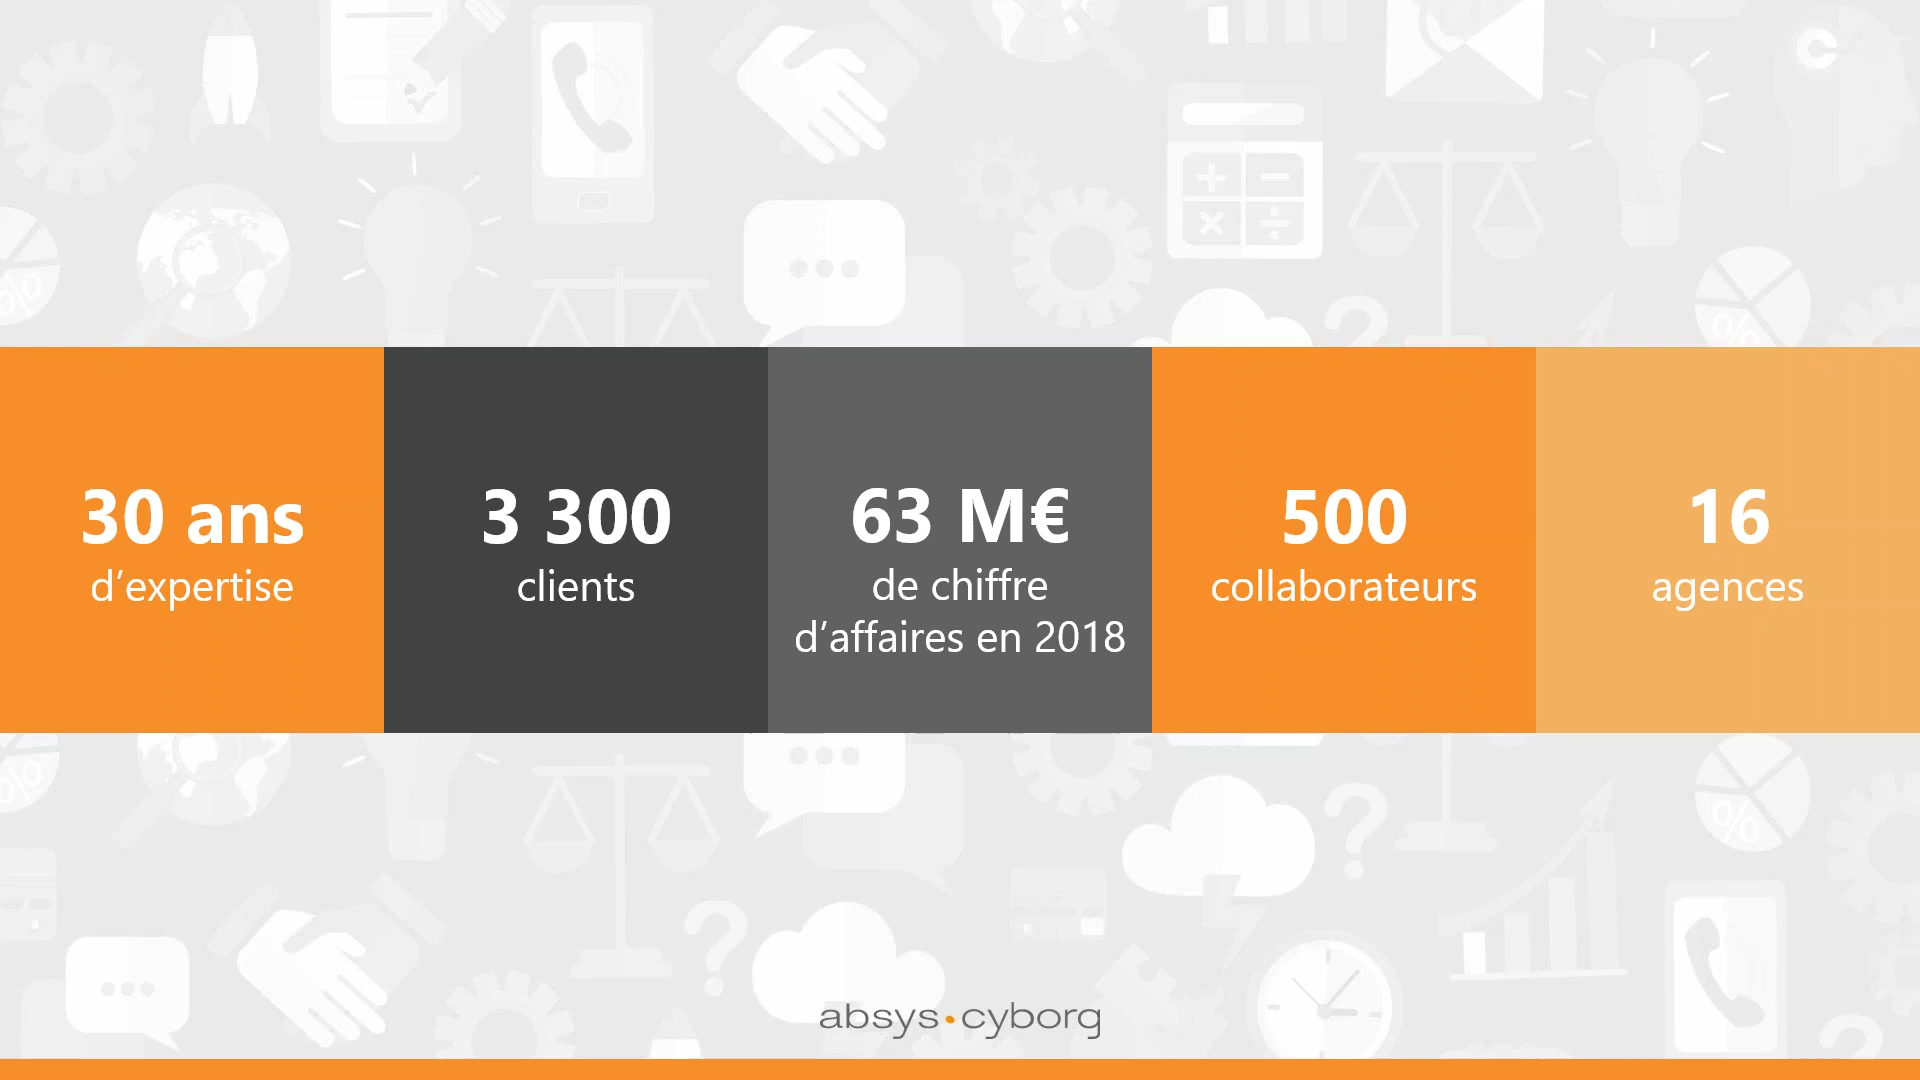 30 ans
d’expertise
3 300
clients
63 M€
de chiffre
d’affaires en 2018
500
collaborateurs
16
agences
absys•cyborg